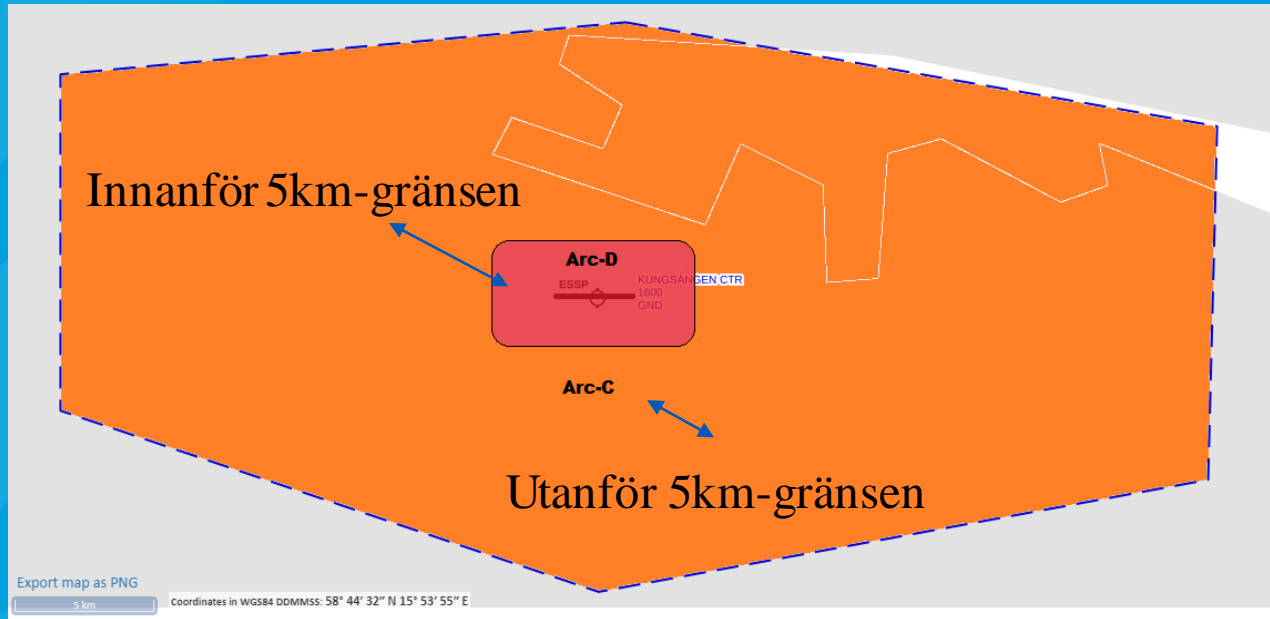 Innanför 5km-gränsen
Arc-D
ESSP
KUNGSÄNGEN CTR
1600
GND
Arc-C
Utanför 5km-gränsen
Export map as PNG
5 km
Coordinates in WGS84 DDMMSS: 58° 44′ 32″ N 15° 53′ 55″ E